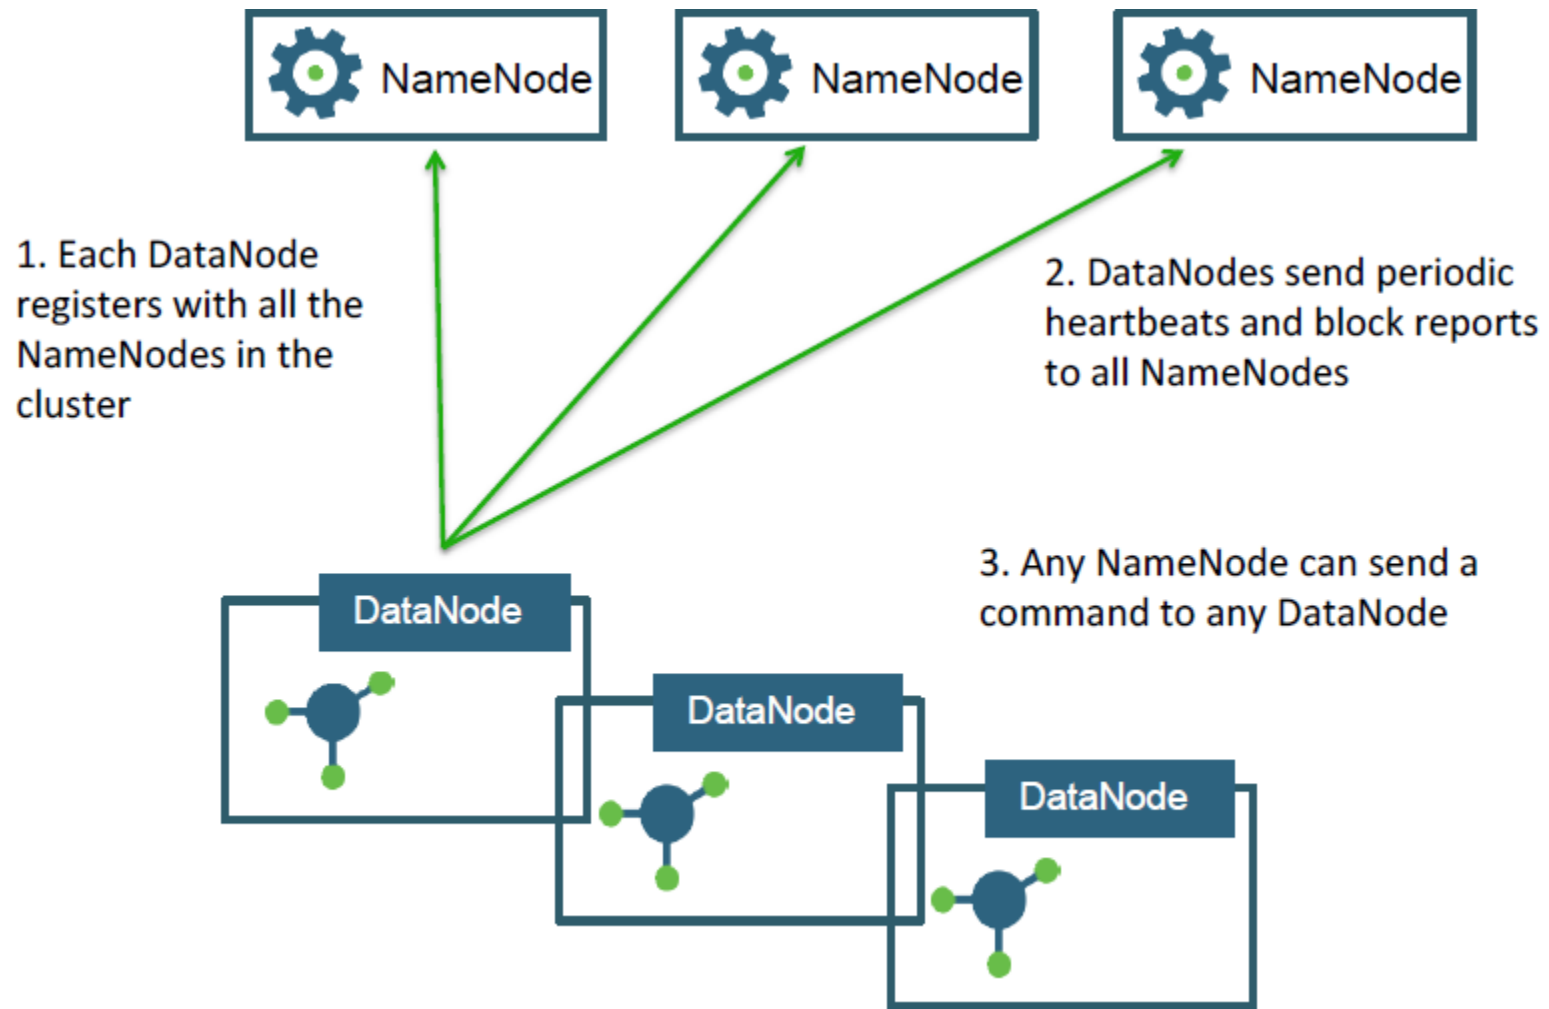 NameNode
NameNode
NameNode
1. Each DataNode
registers with all the
NameNodes in the
cluster
2. DataNodes send periodic
heartbeats and block reports
to all NameNodes
3. Any NameNode can send a
command to any DataNode
DataNode
DataNode
DataNode